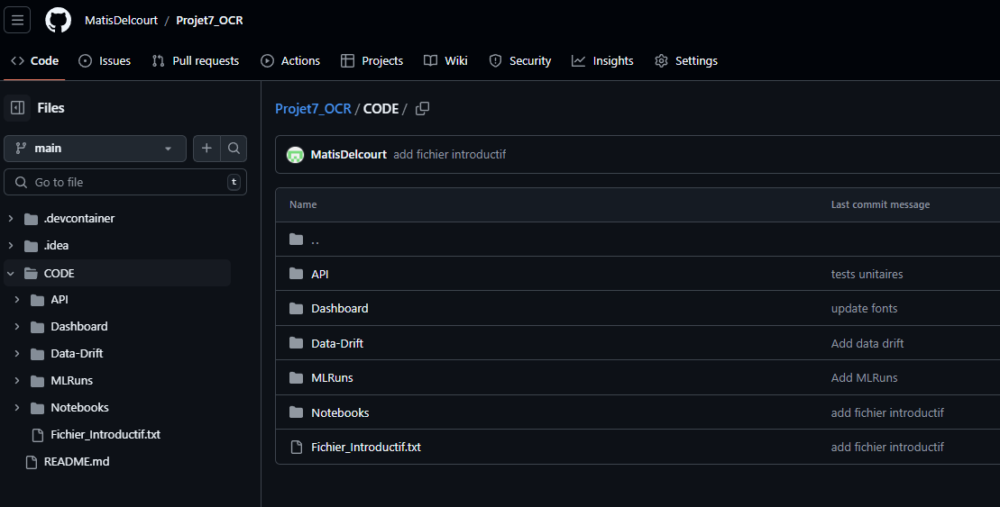 MatisDelcourt / Projet7_OCR
Code Issues Pull requests Actions Projects Wiki Security Insights Settings
Files
main
Go to file t
.devcontainer
.idea
CODE
API
Dashboard
Data-Drift
MLRuns
Notebooks
Fichier_Introductif.txt
README.md
Projet7_OCR / CODE /
MatisDelcourt add fichier introductif
Name Last commit message
..
API tests unitaires
Dashboard update fonts
Data-Drift Add data drift
MLRuns Add MLRuns
Notebooks add fichier introductif
Fichier_Introductif.txt add fichier introductif